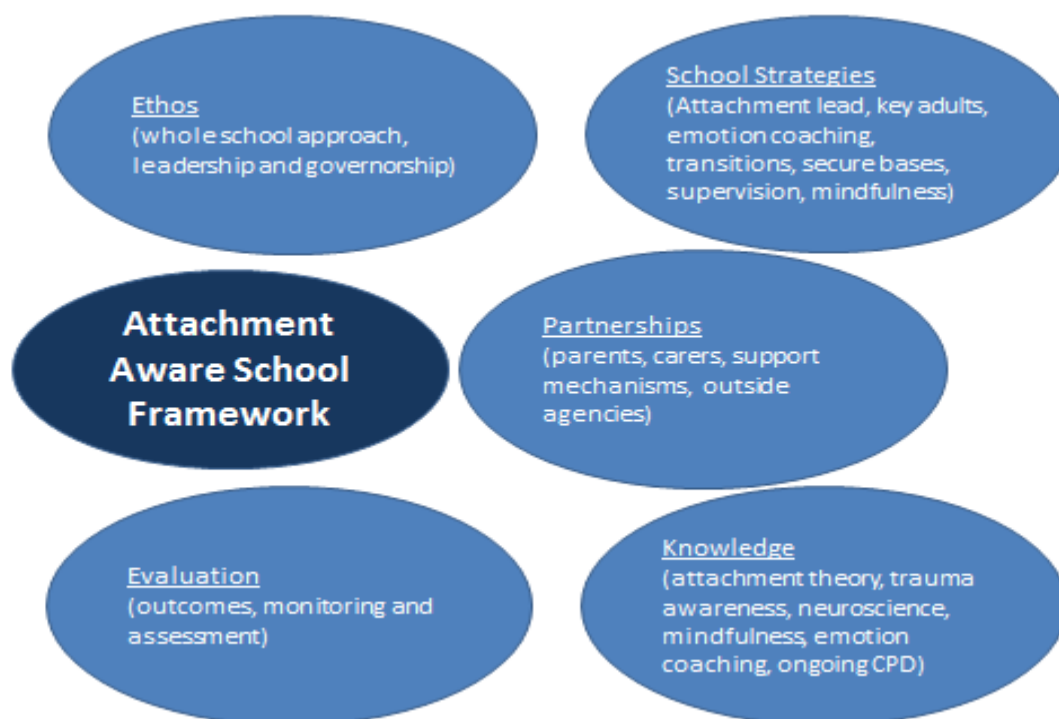 Ethos
(whole school approach,
leadership and governorship)
School Strategies
(Attachment lead, key adults,
emotion coaching,
transitions, secure bases,
supervision, mindfulness)
Attachment
Aware School
Framework
Partnerships
(parents, carers, support
mechanisms, outside
agencies)
Evaluation
(outcomes, monitoring and
assessment)
Knowledge
(attachment theory, trauma
awareness, neuroscience,
mindfulness, emotion
coaching, ongoing CPD)